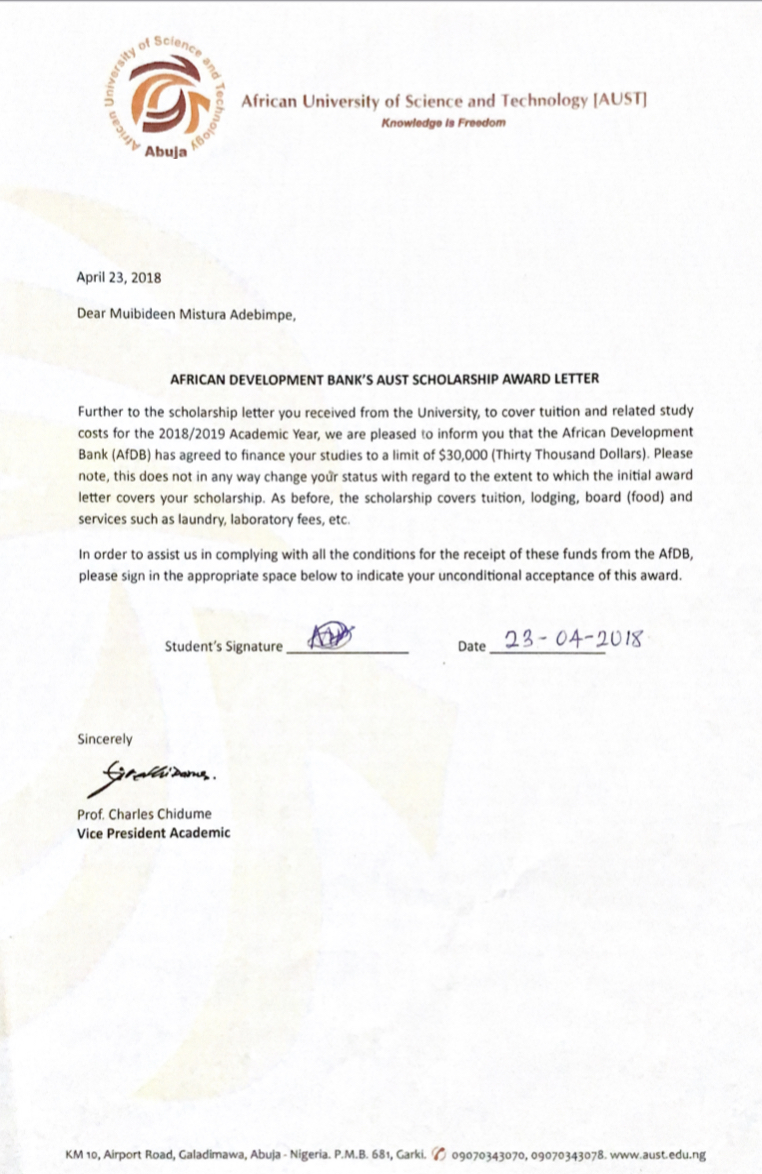 African University of Science and Technology
Abuja
African University of Science and Technology [AUST]
Knowledge is Freedom
April 23, 2018
Dear Muibideen Mistura Adebimpe,
AFRICAN DEVELOPMENT BANK'S AUST SCHOLARSHIP AWARD LETTER
Further to the scholarship letter you received from the University, to cover tuition and related study
costs for the 2018/2019 Academic Year, we are pleased to inform you that the African Development
Bank (AfDB) has agreed to finance your studies to a limit of $30,000 (Thirty Thousand Dollars). Please
note, this does not in any way change your status with regard to the extent to which the initial award
letter covers your scholarship. As before, the scholarship covers tuition, lodging, board (food) and
services such as laundry, laboratory fees, etc.
In order to assist us in complying with all the conditions for the receipt of these funds from the AfDB,
please sign in the appropriate space below to indicate your unconditional acceptance of this award.
Student's Signature Date 23-04-2018
Sincerely
Prof. Charles Chidume
Vice President Academic
KM 10, Airport Road, Galadimawa, Abuja - Nigeria. P.M.B. 681, Garki. 09070343070, 09070343078. www.aust.edu.ng